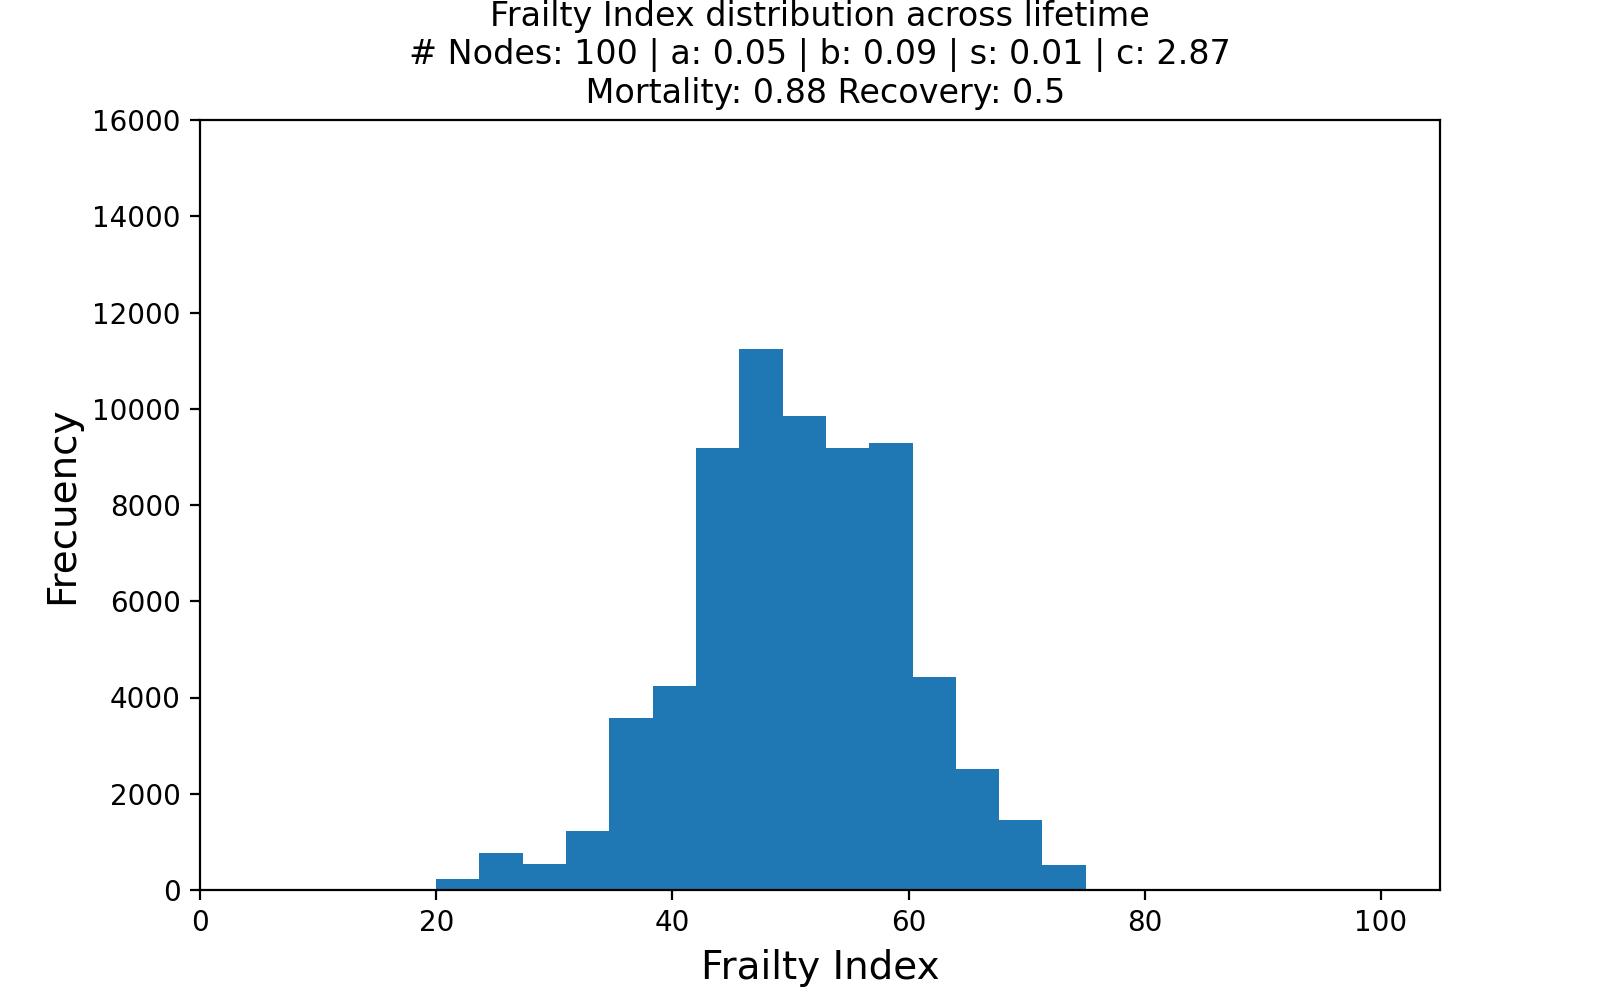 Frailty Index distribution across lifetime
# Nodes: 100 | a: 0.05 | b: 0.09 | s: 0.01 | c: 2.87
Mortality: 0.88 Recovery: 0.5
16000
14000
12000
10000
8000
6000
4000
2000
0
Frecuency
0 20 40 60 80 100
Frailty Index